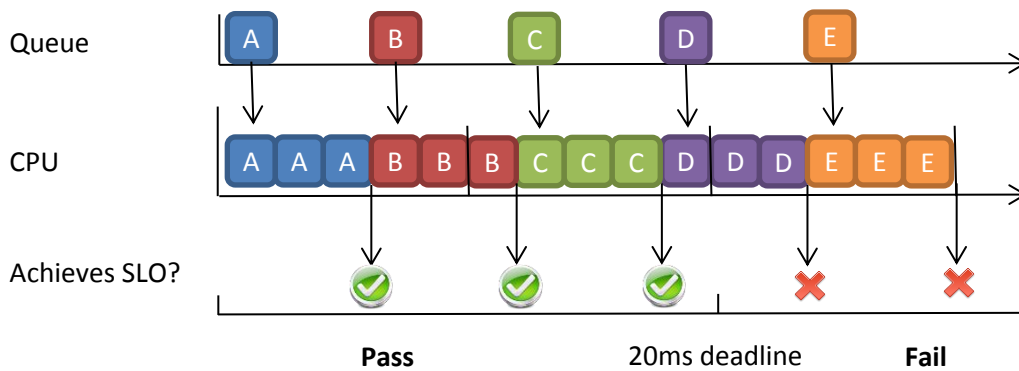 Queue A B C D E
CPU A A A B B B C C C D D D E E E
Achieves SLO?
Pass 20ms deadline Fail